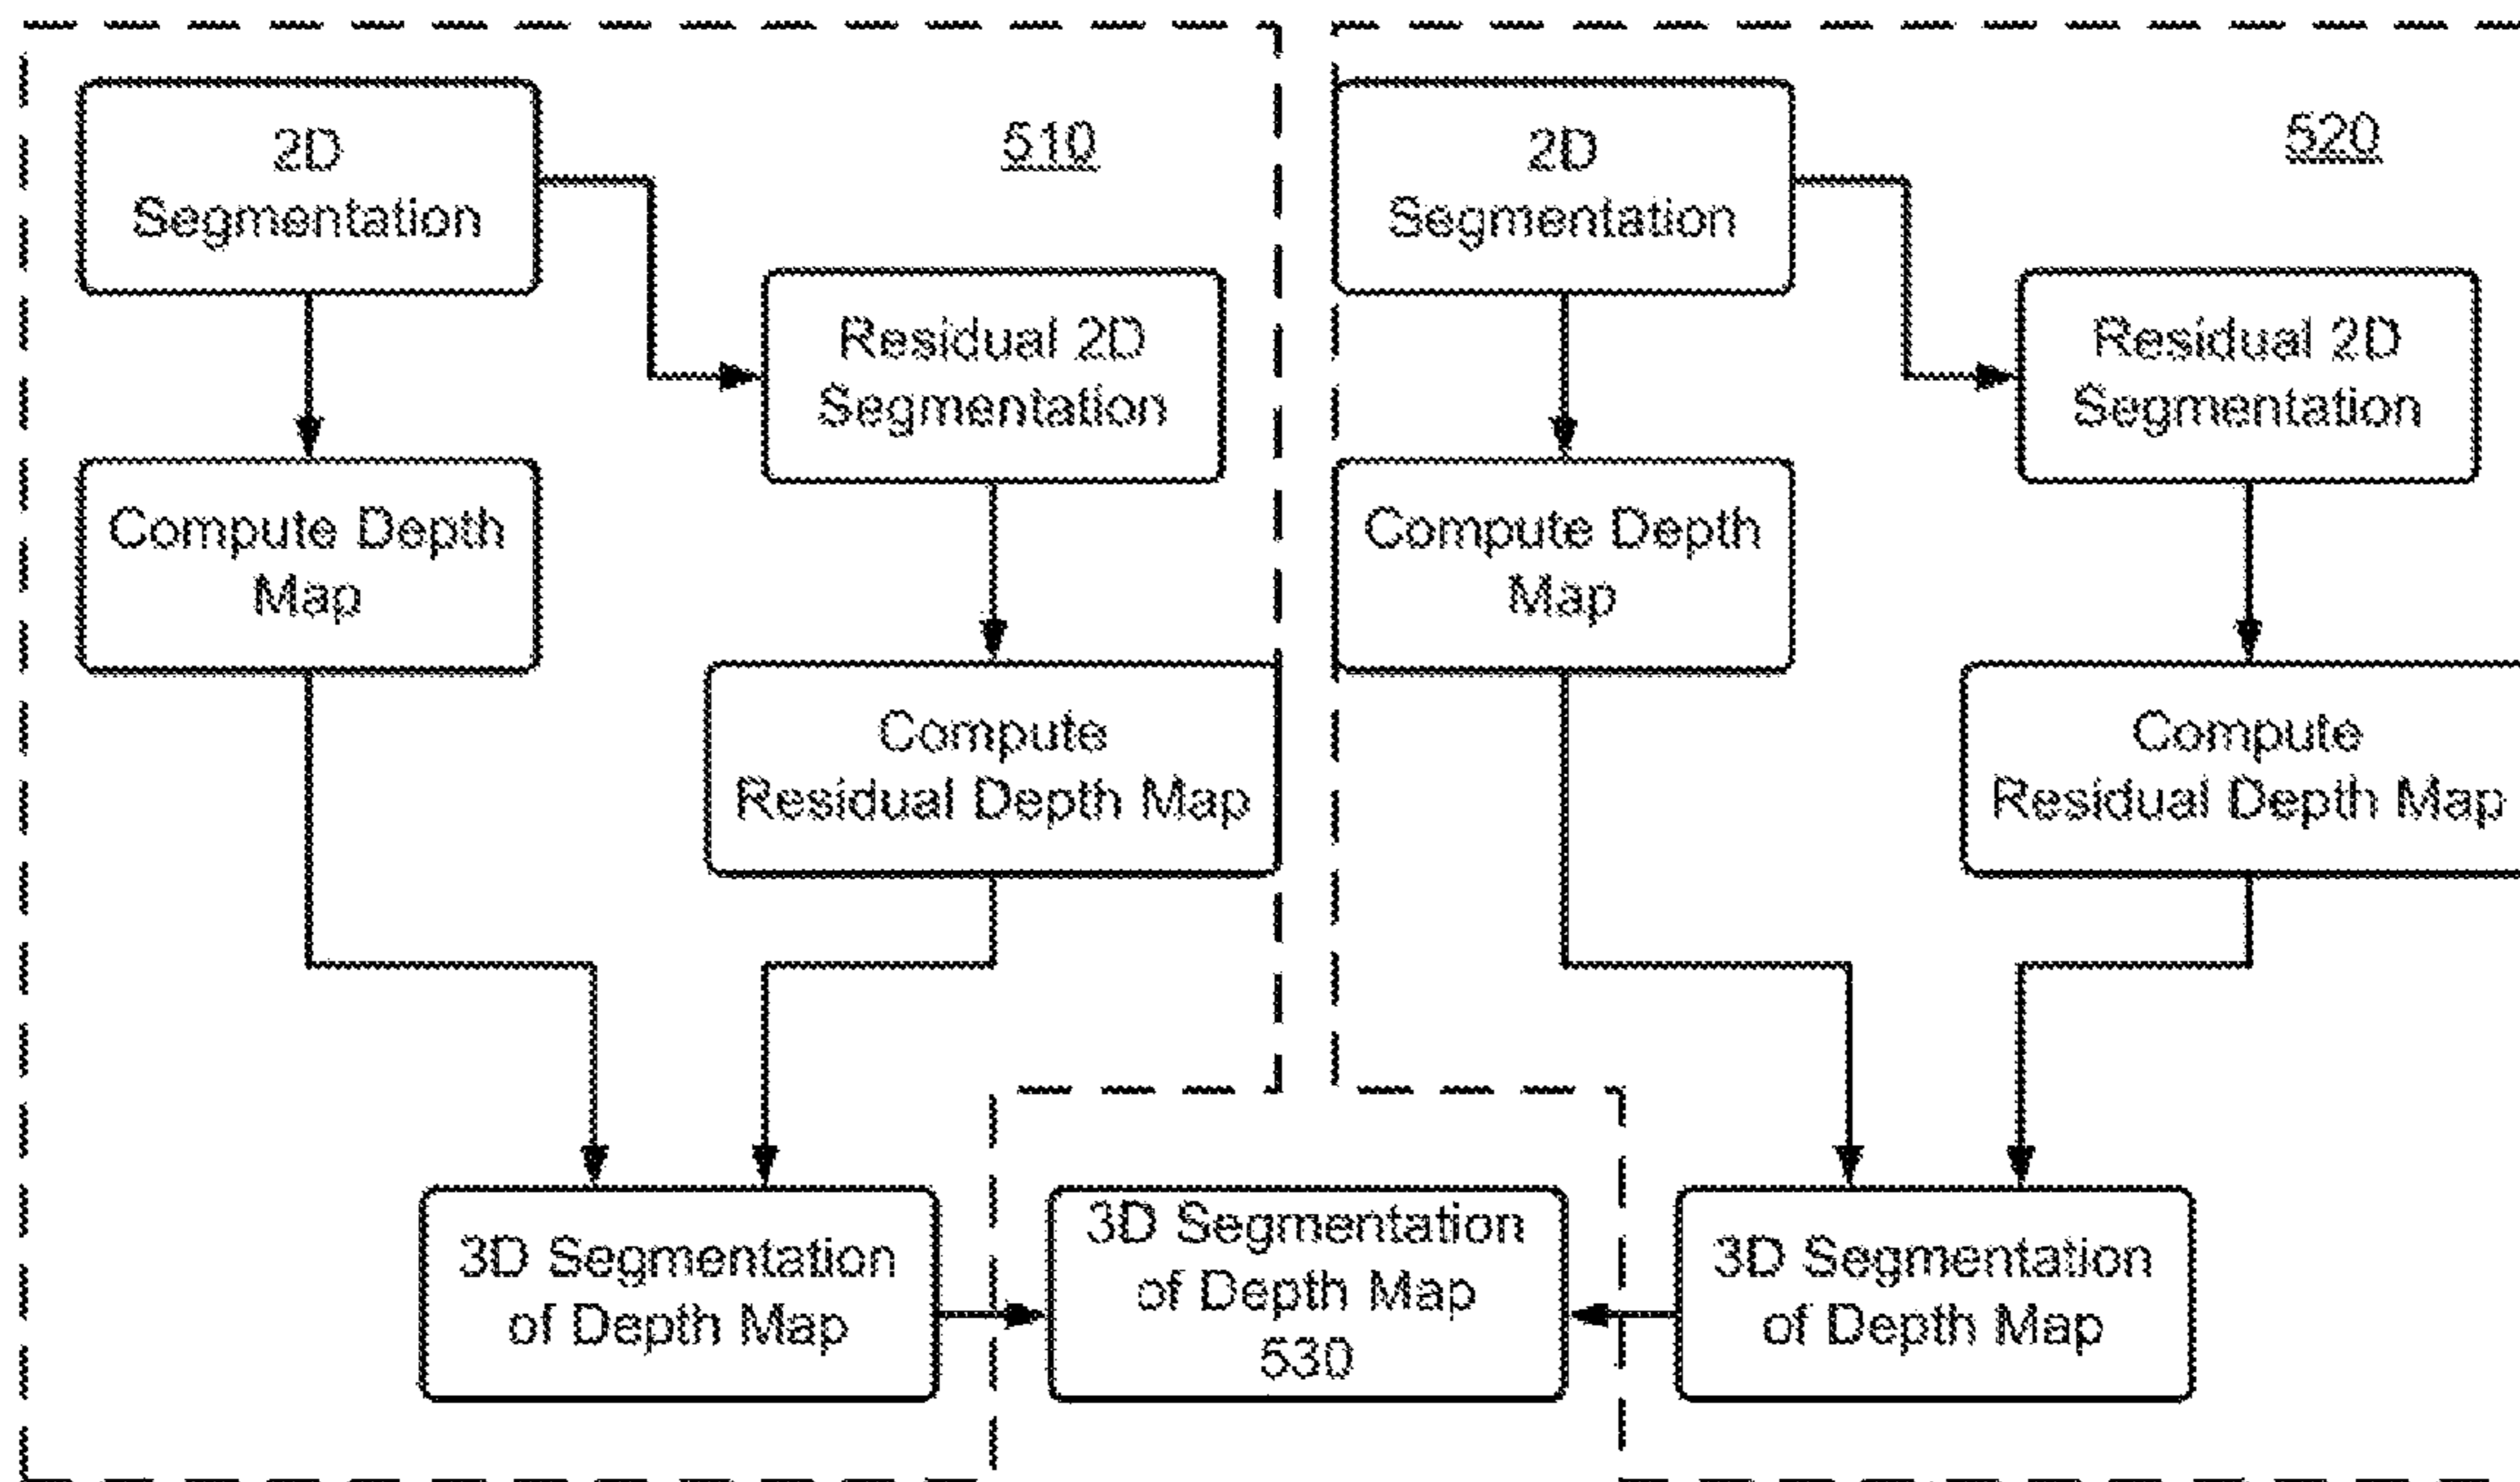 2D
Segmentation
510
Residual 2D
Segmentation
Compute Depth
Map
Compute
Residual Depth Map
3D Segmentation
of Depth Map
2D
Segmentation
520
Residual 2D
Segmentation
Compute Depth
Map
Compute
Residual Depth Map
3D Segmentation
of Depth Map
3D Segmentation
of Depth Map
530